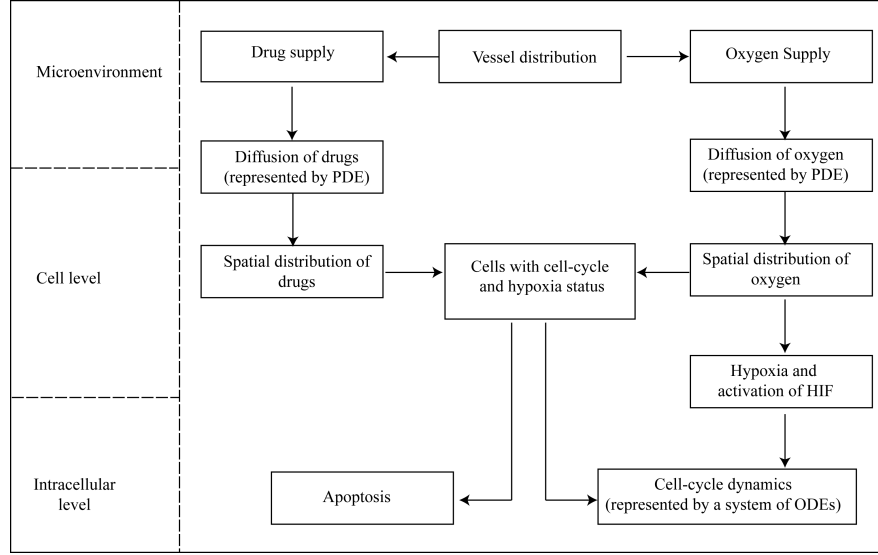 Microenvironment
Drug supply
Vessel distribution
Oxygen Supply
Diffusion of drugs
(represented by PDE)
Diffusion of oxygen
(represented by PDE)
Cell level
Spatial distribution of
drugs
Cells with cell-cycle
and hypoxia status
Spatial distribution of
oxygen
Hypoxia and
activation of HIF
Intracellular
level
Apoptosis
Cell-cycle dynamics
(represented by a system of ODEs)